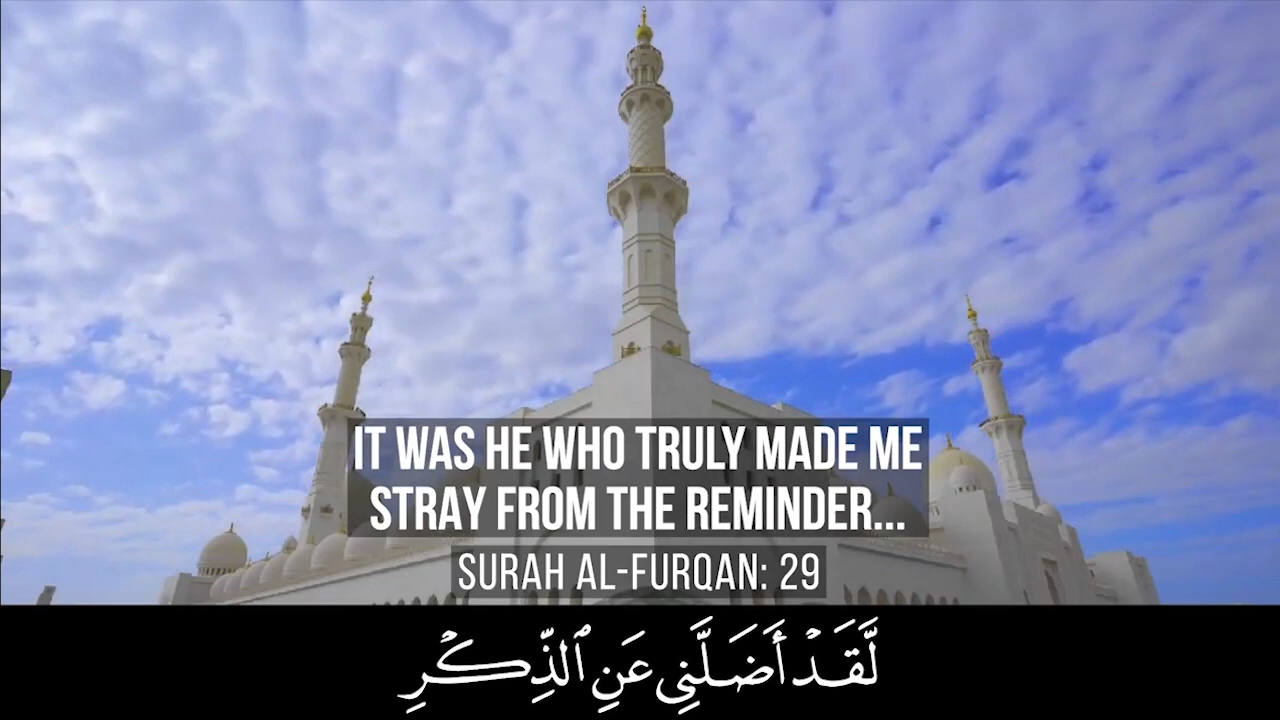 IT WAS HE WHO TRULY MADE ME
STRAY FROM THE REMINDER...
SURAH AL-FURQAN: 29
لَّقَدۡ أَضَلَّنِي عَنِ ٱلذِّكۡرِ